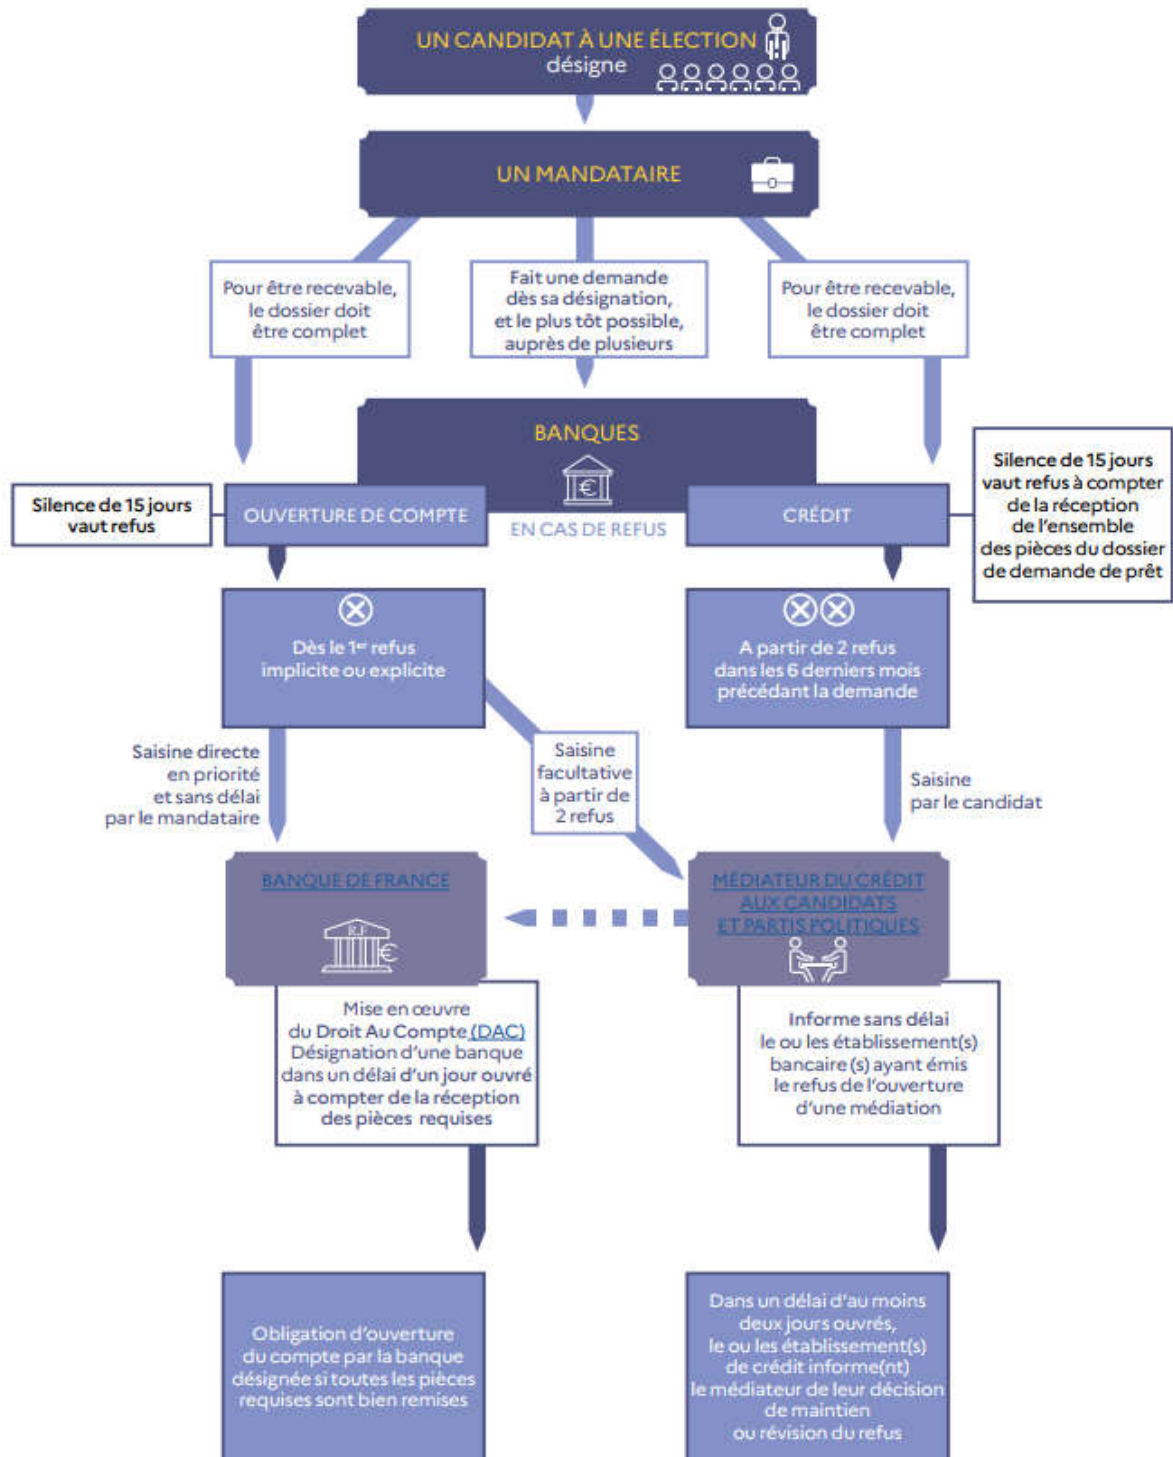 UN CANDIDAT À UNE ÉLECTION
désigne
UN MANDATAIRE
Pour être recevable,
le dossier doit
être complet
Fait une demande
dès sa désignation,
et le plus tôt possible,
auprès de plusieurs
Pour être recevable,
le dossier doit
être complet
BANQUES
€
Silence de 15 jours
vaut refus
OUVERTURE DE COMPTE
EN CAS DE REFUS
CRÉDIT
Silence de 15 jours
vaut refus à compter
de la réception
de l'ensemble
des pièces du dossier
de demande de prêt
Dès le 1er refus
implicite ou explicite
A partir de 2 refus
dans les 6 derniers mois
précédant la demande
Saisine directe
en priorité
et sans délai
par le mandataire
Saisine
facultative
à partir de
2 refus
Saisine
par le candidat
BANQUE DE FRANCE
R.F
€
MÉDIATEUR DU CRÉDIT
AUX CANDIDATS
ET PARTIS POLITIQUES
Mise en œuvre
du Droit Au Compte (DAC)
Désignation d'une banque
dans un délai d'un jour ouvré
à compter de la réception
des pièces requises
Informe sans délai
le ou les établissement(s)
bancaire (s) ayant émis
le refus de l'ouverture
d'une médiation
Obligation d'ouverture
du compte par la banque
désignée si toutes les pièces
requises sont bien remises
Dans un délai d'au moins
deux jours ouvrés,
le ou les établissement(s)
de crédit informe(nt)
le médiateur de leur décision
de maintien
ou révision du refus